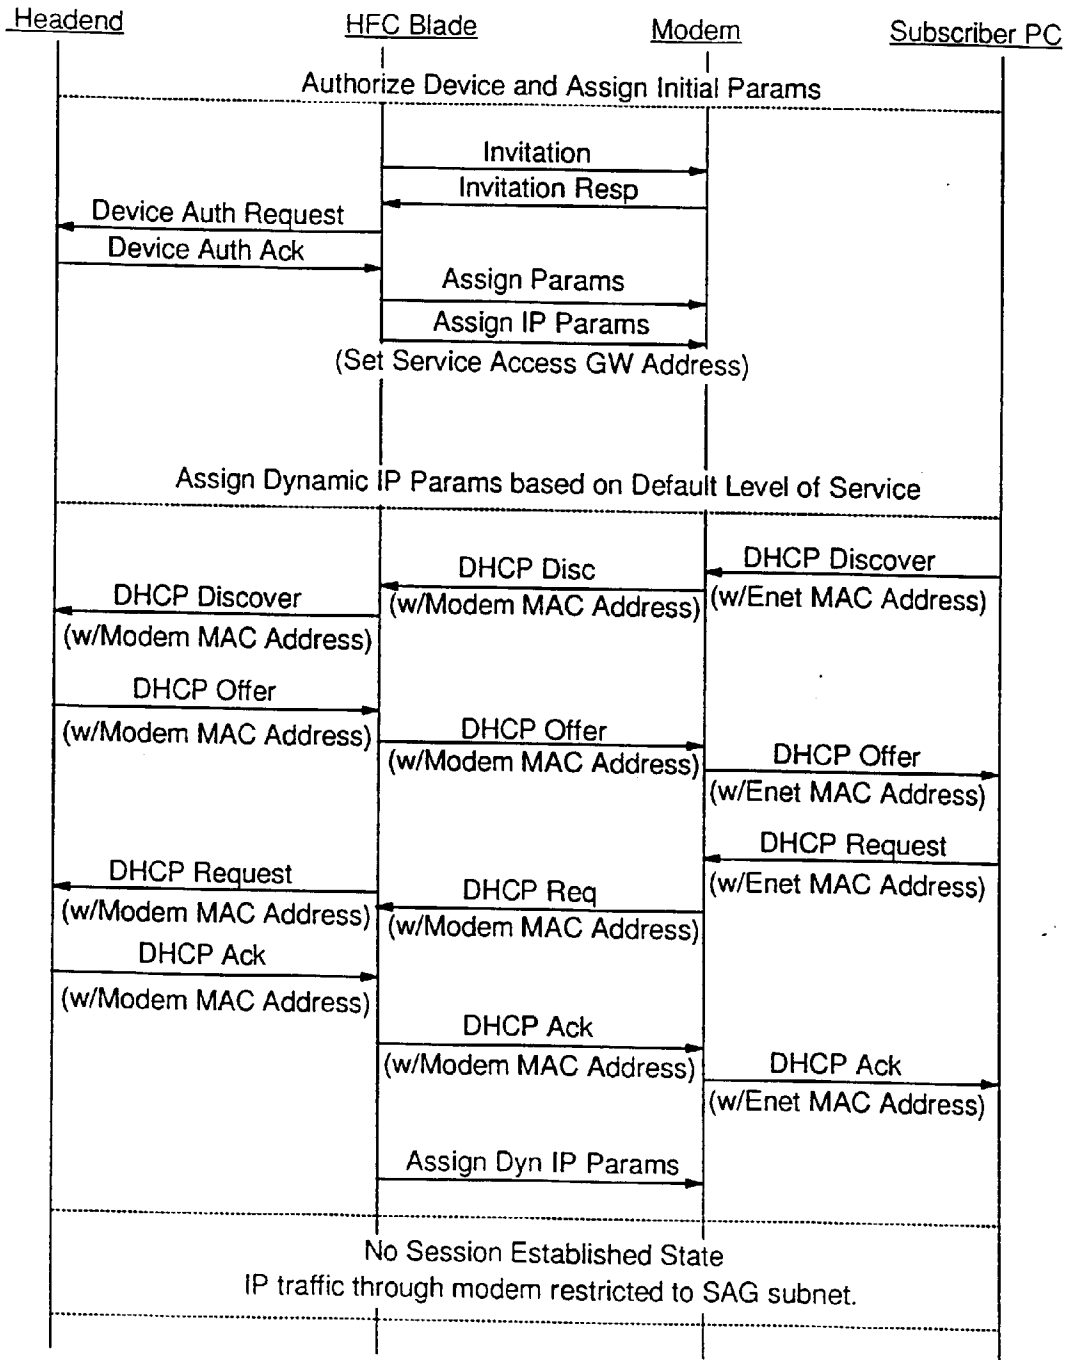 Headend
HFC Blade
Modem
Subscriber PC
Authorize Device and Assign Initial Params
Invitation
Invitation Resp
Device Auth Request
Device Auth Ack
Assign Params
Assign IP Params
(Set Service Access GW Address)
Assign Dynamic IP Params based on Default Level of Service
DHCP Discover
(w/Enet MAC Address)
DHCP Disc
(w/Modem MAC Address)
DHCP Discover
(w/Modem MAC Address)
DHCP Offer
(w/Modem MAC Address)
DHCP Offer
(w/Modem MAC Address)
DHCP Offer
(w/Enet MAC Address)
DHCP Request
(w/Enet MAC Address)
DHCP Req
(w/Modem MAC Address)
DHCP Request
(w/Modem MAC Address)
DHCP Ack
(w/Modem MAC Address)
DHCP Ack
(w/Modem MAC Address)
DHCP Ack
(w/Enet MAC Address)
Assign Dyn IP Params
No Session Established State
IP traffic through modem restricted to SAG subnet.